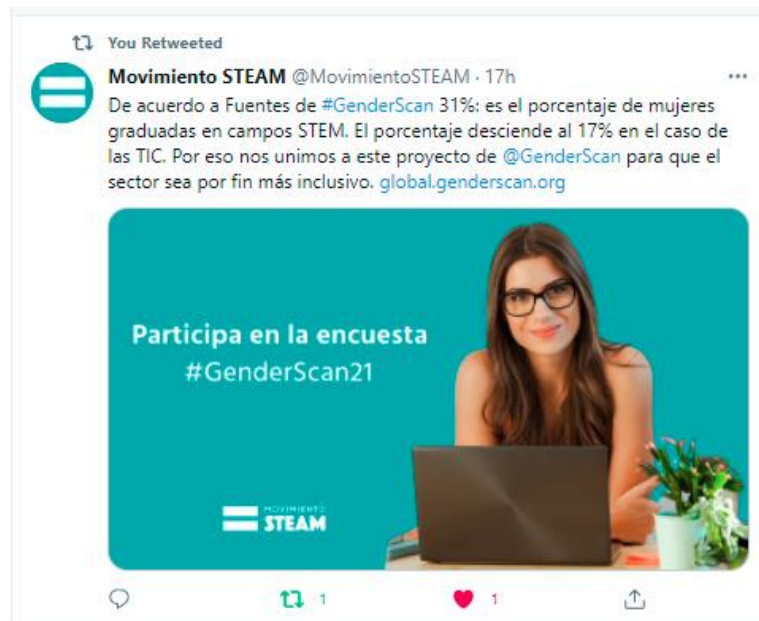 You Retweeted
Movimiento STEAM @MovimientoSTEAM · 17h
De acuerdo a Fuentes de #GenderScan 31%: es el porcentaje de mujeres
graduadas en campos STEM. El porcentaje desciende al 17% en el caso de
las TIC. Por eso nos unimos a este proyecto de @GenderScan para que el
sector sea por fin más inclusivo. global.genderscan.org
Participa en la encuesta
#GenderScan21
MOVIMIENTO
STEAM
1 1